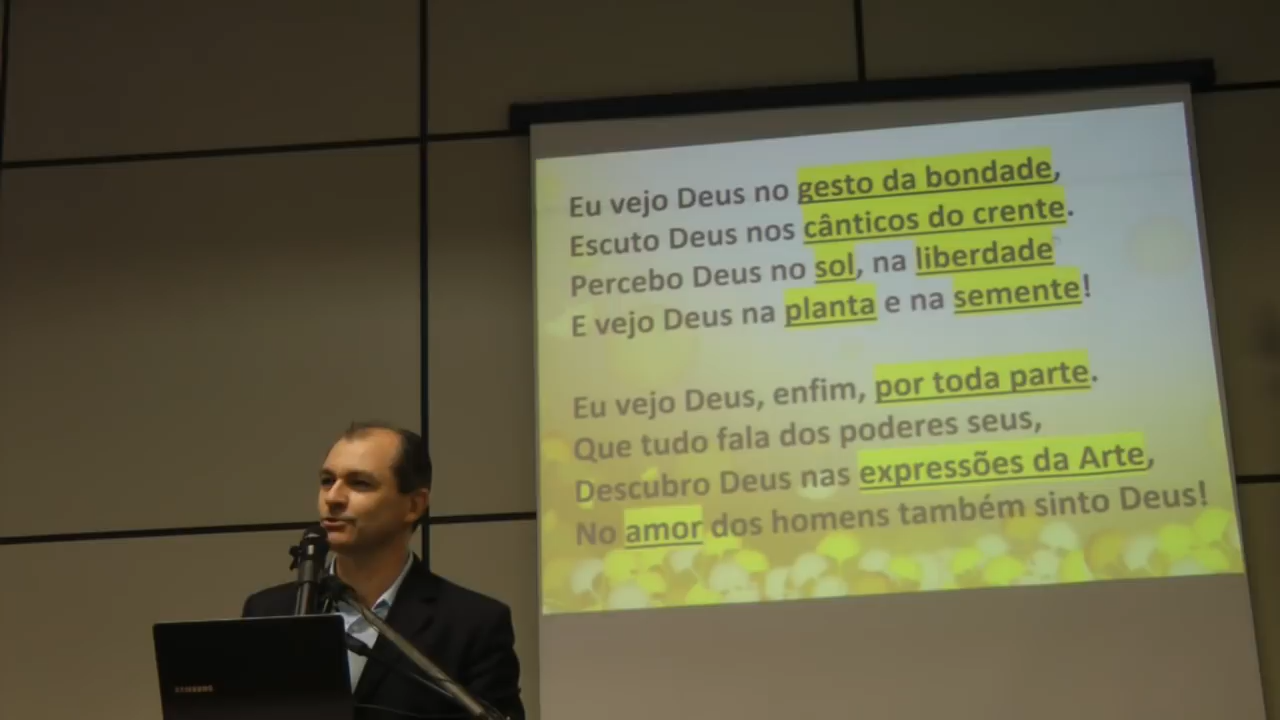 Eu vejo Deus no gesto da bondade,
Escuto Deus nos cânticos do crente.
Percebo Deus no sol, na liberdade
E vejo Deus na planta e na semente!
Eu vejo Deus, enfim, por toda parte.
Que tudo fala dos poderes seus,
Descubro Deus nas expressões da Arte,
No amor dos homens também sinto Deus!
SAMSUNG